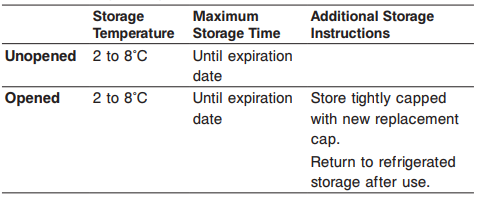 Storage Temperature Maximum Storage Time Additional Storage Instructions
Unopened 2 to 8˚C Until expiration date
Opened 2 to 8˚C Until expiration date Store tightly capped with new replacement cap.
Return to refrigerated storage after use.